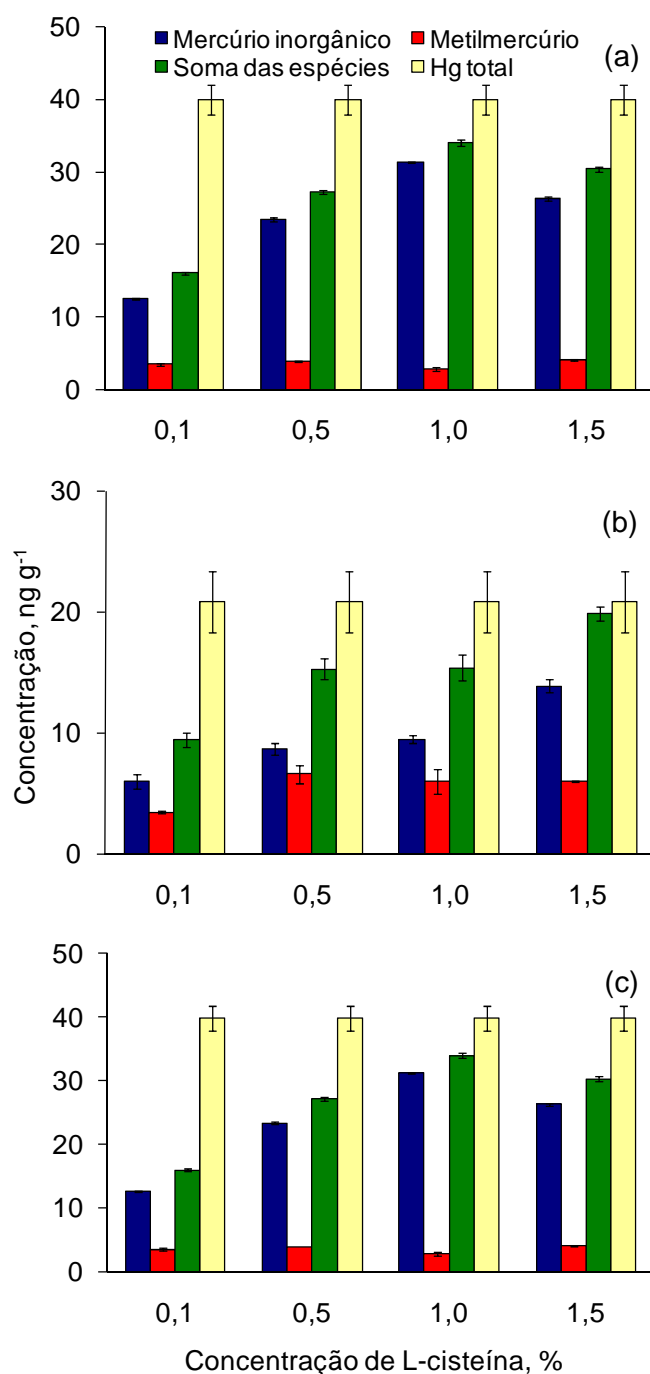 50
Mercúrio inorgânico Metilmercúrio
Soma das espécies Hg total
(a)
40
30
20
10
0
0,1 0,5 1,0 1,5
30
(b)
20
10
0
0,1 0,5 1,0 1,5
Concentração, ng g⁻¹
50
(c)
40
30
20
10
0
0,1 0,5 1,0 1,5
Concentração de L-cisteína, %